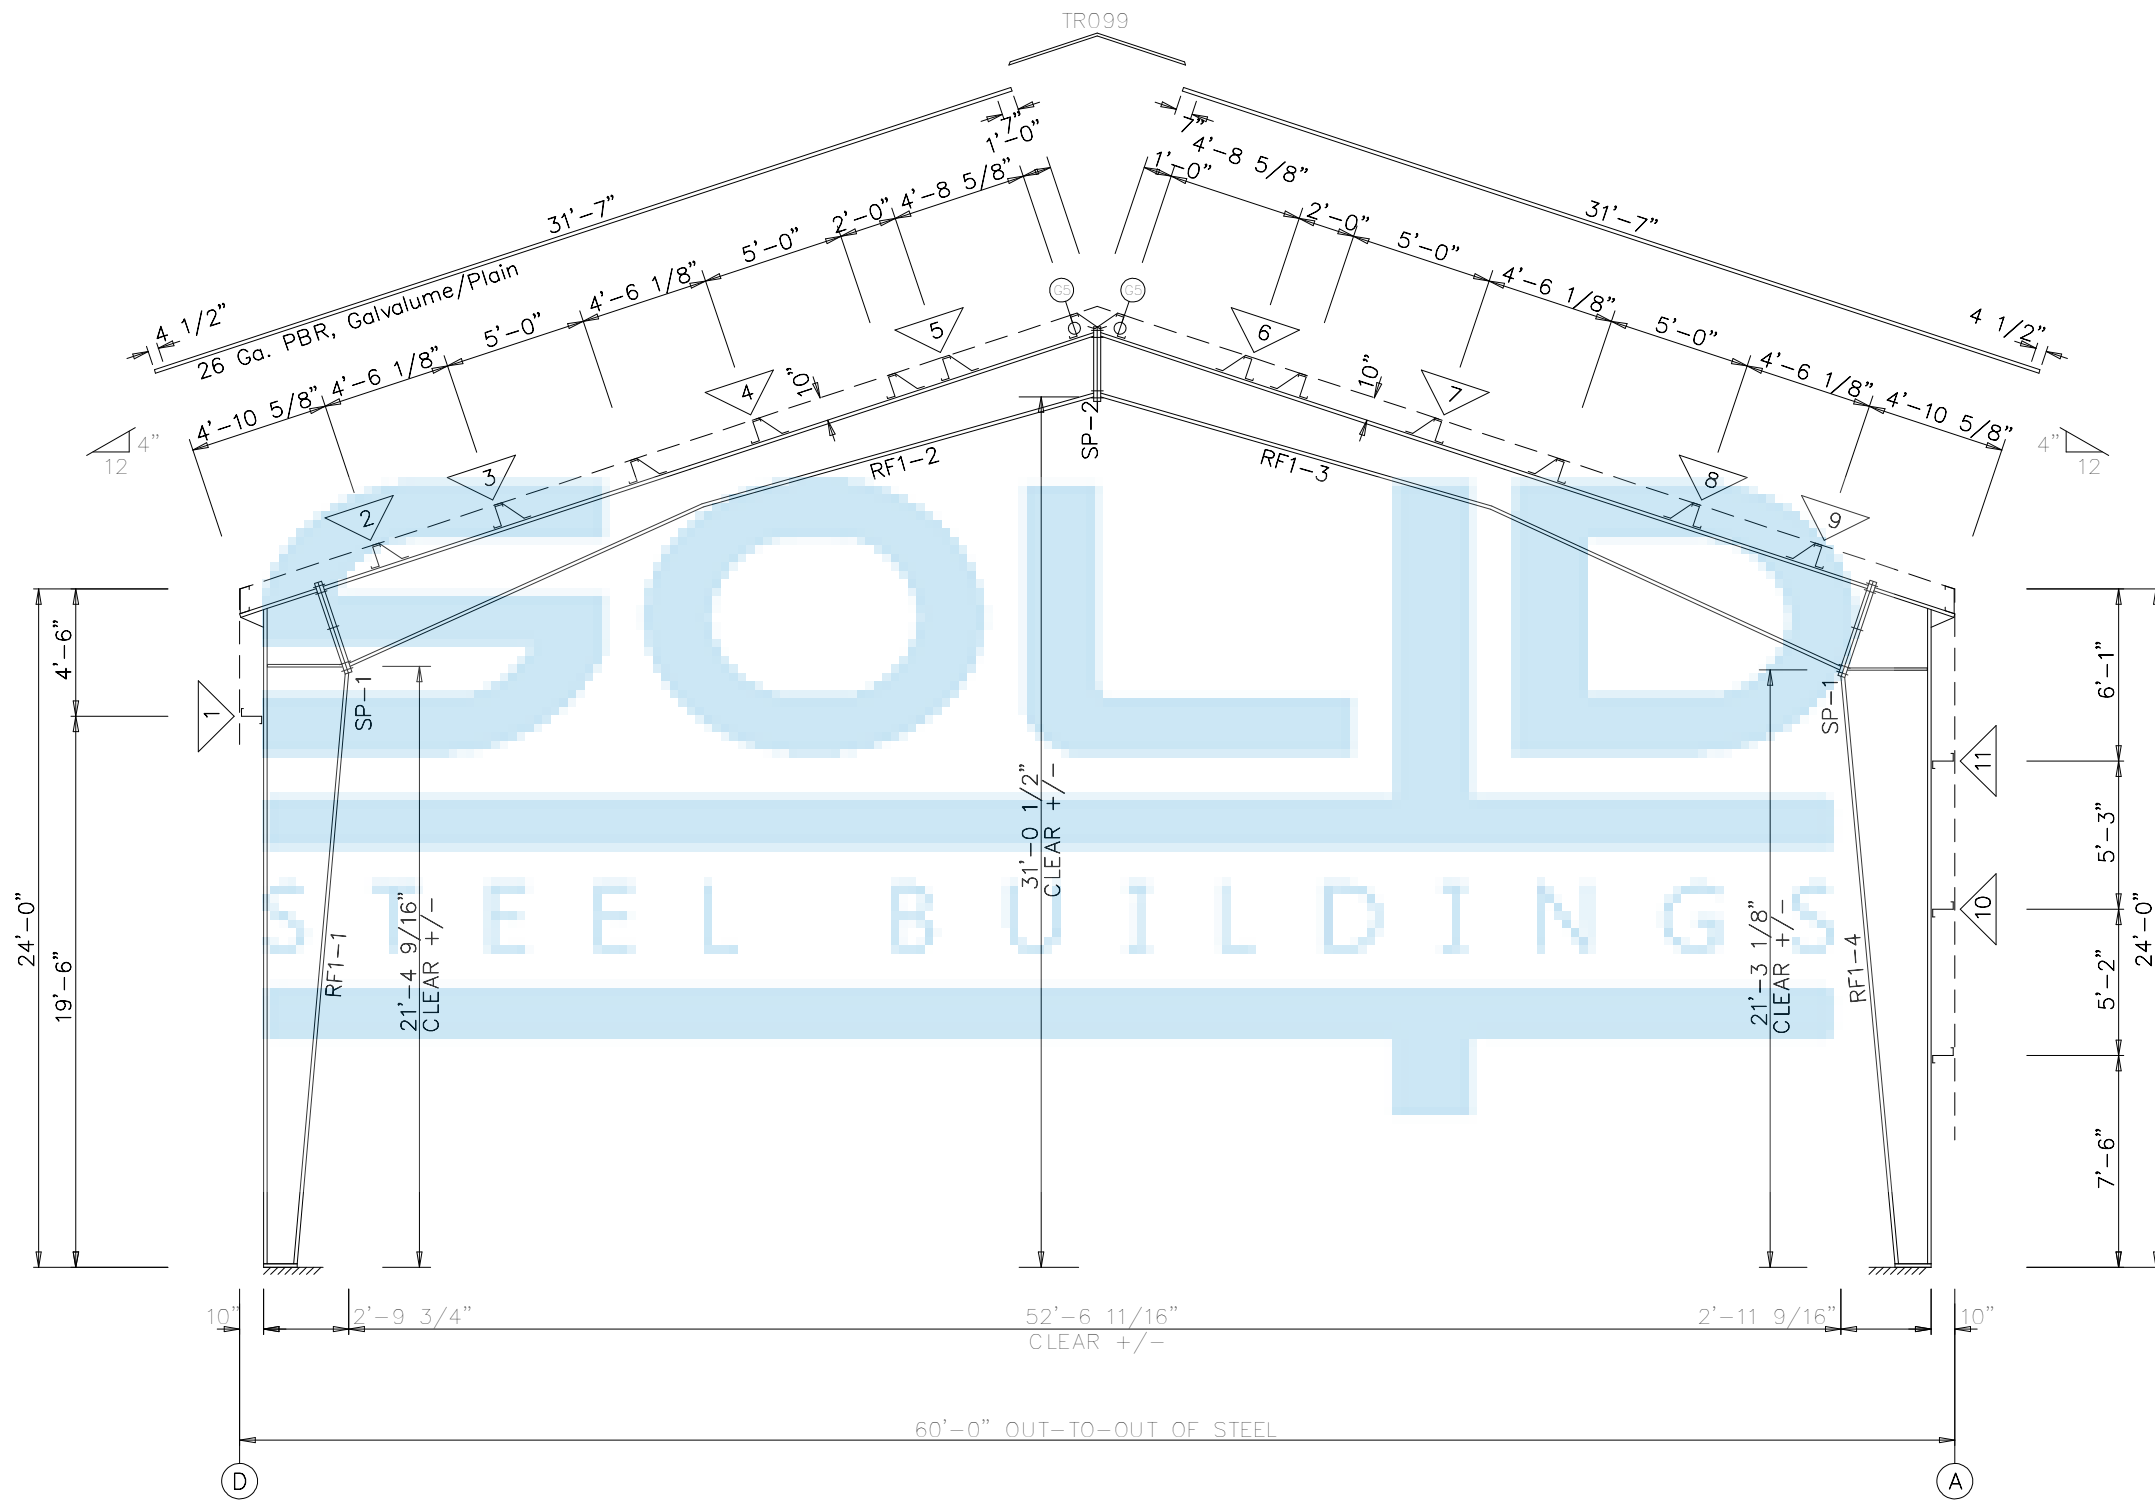 TR099
7"
1'-0"
7"
1'-0"
4'-8 5/8"
31'-7"
4'-8 5/8"
2'-0"
5'-0"
4'-6 1/8"
5'-0"
4'-6 1/8"
4'-10 5/8"
4 1/2"
26 Ga. PBR, Galvalume/Plain
31'-7"
2'-0"
5'-0"
4'-6 1/8"
5'-0"
4'-6 1/8"
4'-10 5/8"
4 1/2"
G5
G5
4"
12
4"
12
10"
10"
2
3
4
5
6
7
8
9
RF1-2
SP-2
RF1-3
SOLID
STEEL BUILDINGS
SP-1
SP-1
1
11
10
4'-6"
19'-6"
24'-0"
RF1-1
21'-4 9/16"
CLEAR +/-
31'-0 1/2"
CLEAR +/-
21'-3 1/8"
CLEAR +/-
RF1-4
6'-1"
5'-3"
5'-2"
7'-6"
24'-0"
10"
2'-9 3/4"
52'-6 11/16"
CLEAR +/-
2'-11 9/16"
10"
60'-0" OUT-TO-OUT OF STEEL
D
A